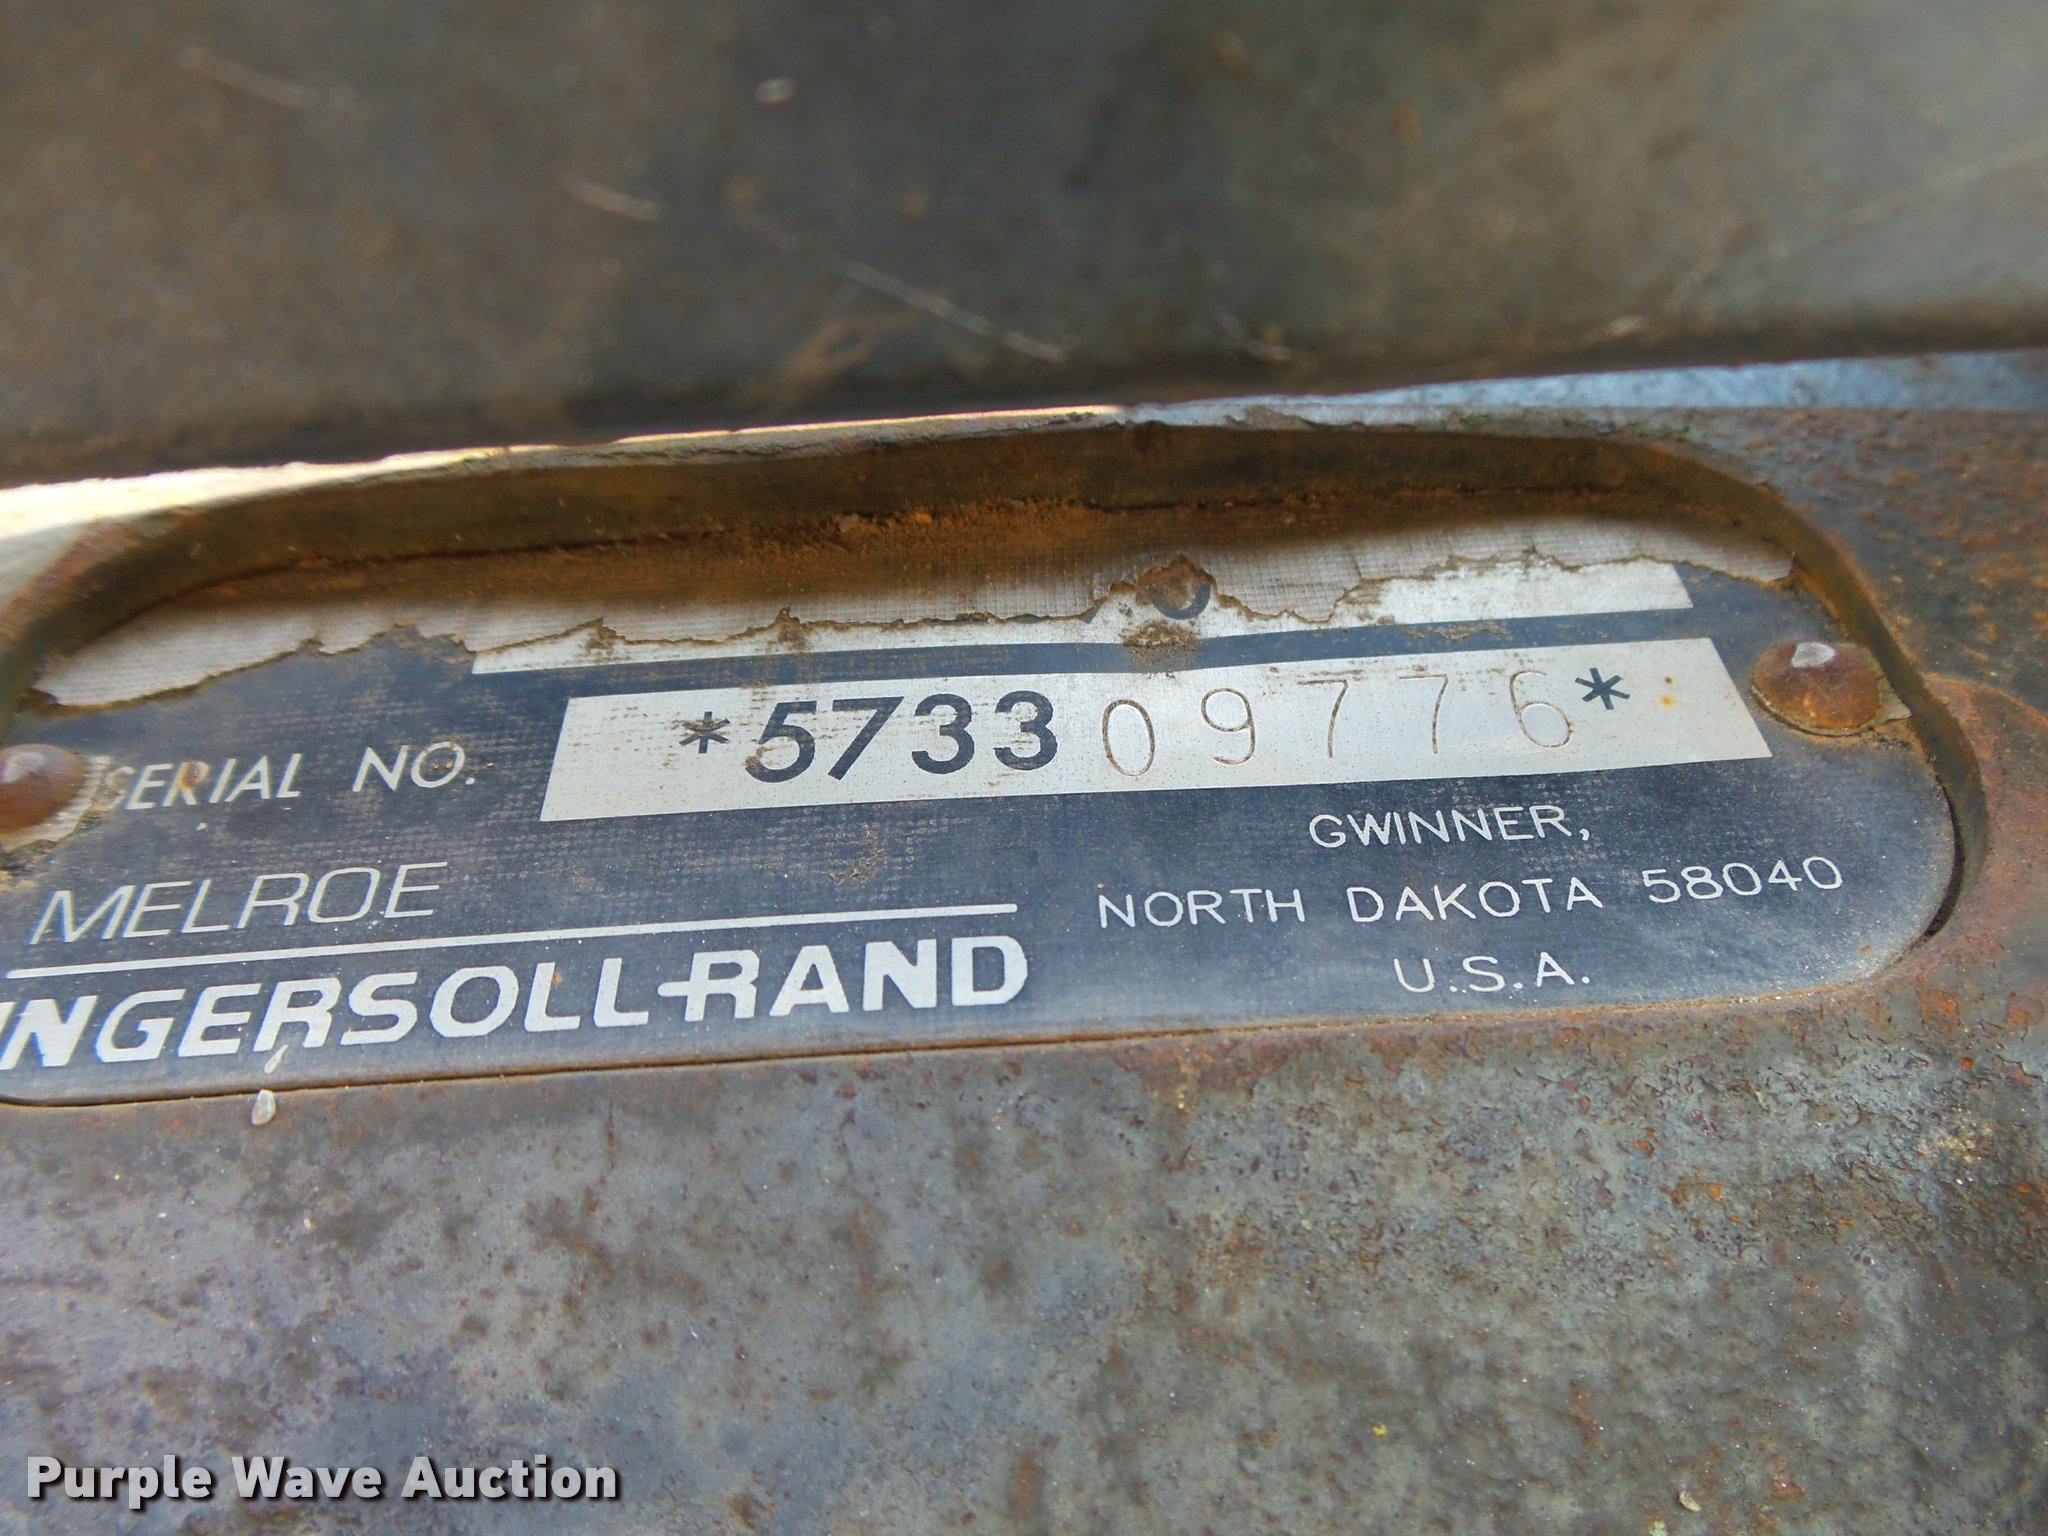 SERIAL NO. *573309776*
MELROE
INGERSOLL-RAND
GWINNER,
NORTH DAKOTA 58040
U.S.A.
Purple Wave Auction